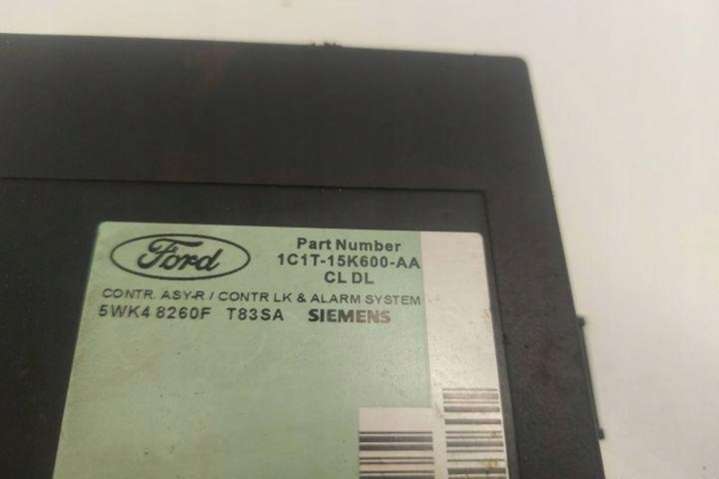 Ford
Part Number
1C1T-15K600-AA
CL DL
CONTR. ASY-R / CONTR LK & ALARM SYSTEM
5WK4 8260F T83SA SIEMENS